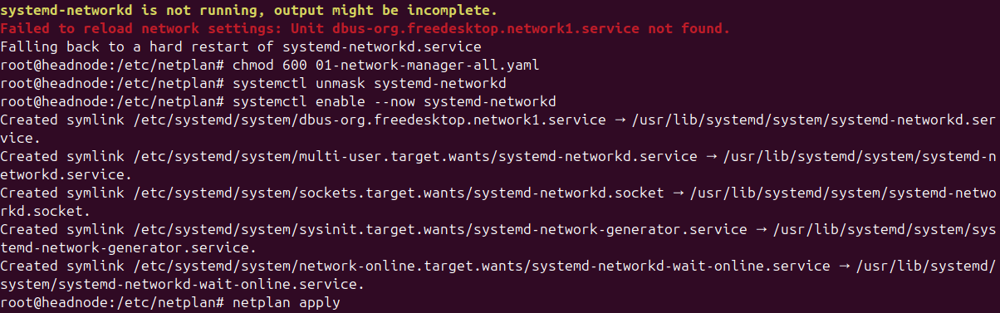 systemd-networkd is not running, output might be incomplete.
Failed to reload network settings: Unit dbus-org.freedesktop.network1.service not found.
Falling back to a hard restart of systemd-networkd.service
root@headnode:/etc/netplan# chmod 600 01-network-manager-all.yaml
root@headnode:/etc/netplan# systemctl unmask systemd-networkd
root@headnode:/etc/netplan# systemctl enable --now systemd-networkd
Created symlink /etc/systemd/system/dbus-org.freedesktop.network1.service → /usr/lib/systemd/system/systemd-networkd.ser
vice.
Created symlink /etc/systemd/system/multi-user.target.wants/systemd-networkd.service → /usr/lib/systemd/system/systemd-n
etworkd.service.
Created symlink /etc/systemd/system/sockets.target.wants/systemd-networkd.socket → /usr/lib/systemd/system/systemd-netwo
rkd.socket.
Created symlink /etc/systemd/system/sysinit.target.wants/systemd-network-generator.service → /usr/lib/systemd/system/sys
temd-network-generator.service.
Created symlink /etc/systemd/system/network-online.target.wants/systemd-networkd-wait-online.service → /usr/lib/systemd/
system/systemd-networkd-wait-online.service.
root@headnode:/etc/netplan# netplan apply